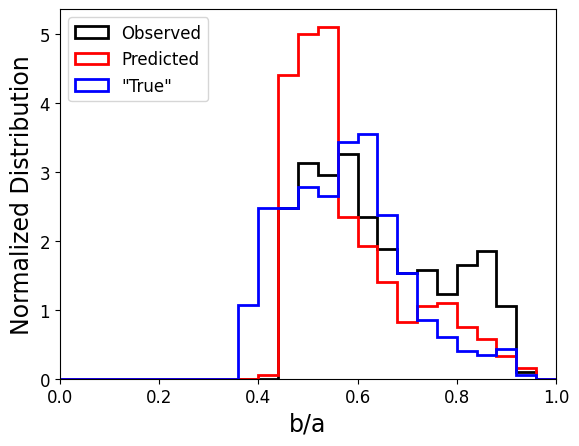 Observed
Predicted
"True"
Normalized Distribution
5
4
3
2
1
0
0.0 0.2 0.4 0.6 0.8 1.0
b/a